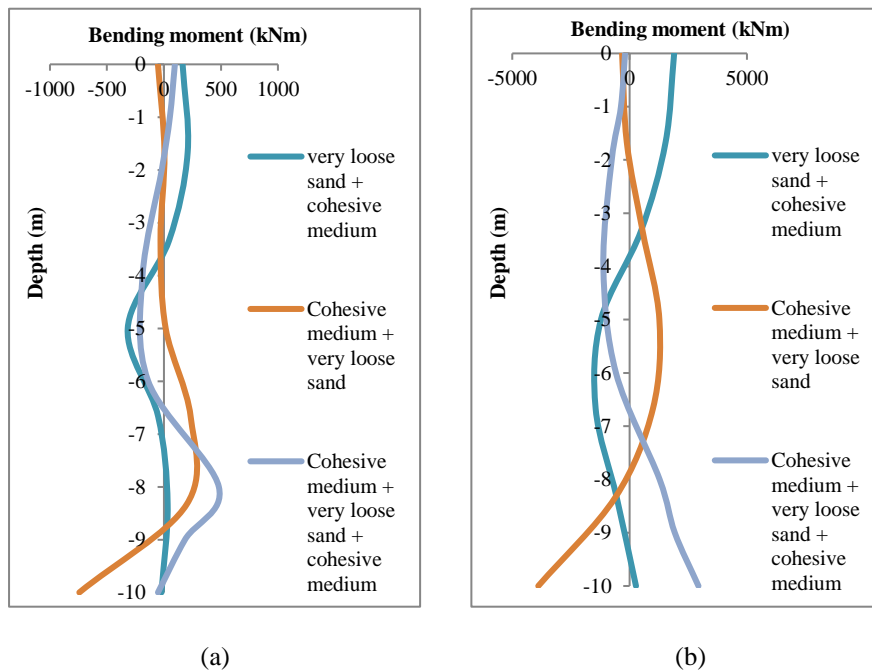 Bending moment (kNm)
-1000 -500 0 500 1000
0
-1
-2
-3
-4
-5
-6
-7
-8
-9
-10
Depth (m)
very loose
sand +
cohesive
medium
Cohesive
medium +
very loose
sand
Cohesive
medium +
very loose
sand +
cohesive
medium
(a)
Bending moment (kNm)
-5000 0 5000
0
-1
-2
-3
-4
-5
-6
-7
-8
-9
-10
Depth (m)
very loose
sand +
cohesive
medium
Cohesive
medium +
very loose
sand
Cohesive
medium +
very loose
sand +
cohesive
medium
(b)